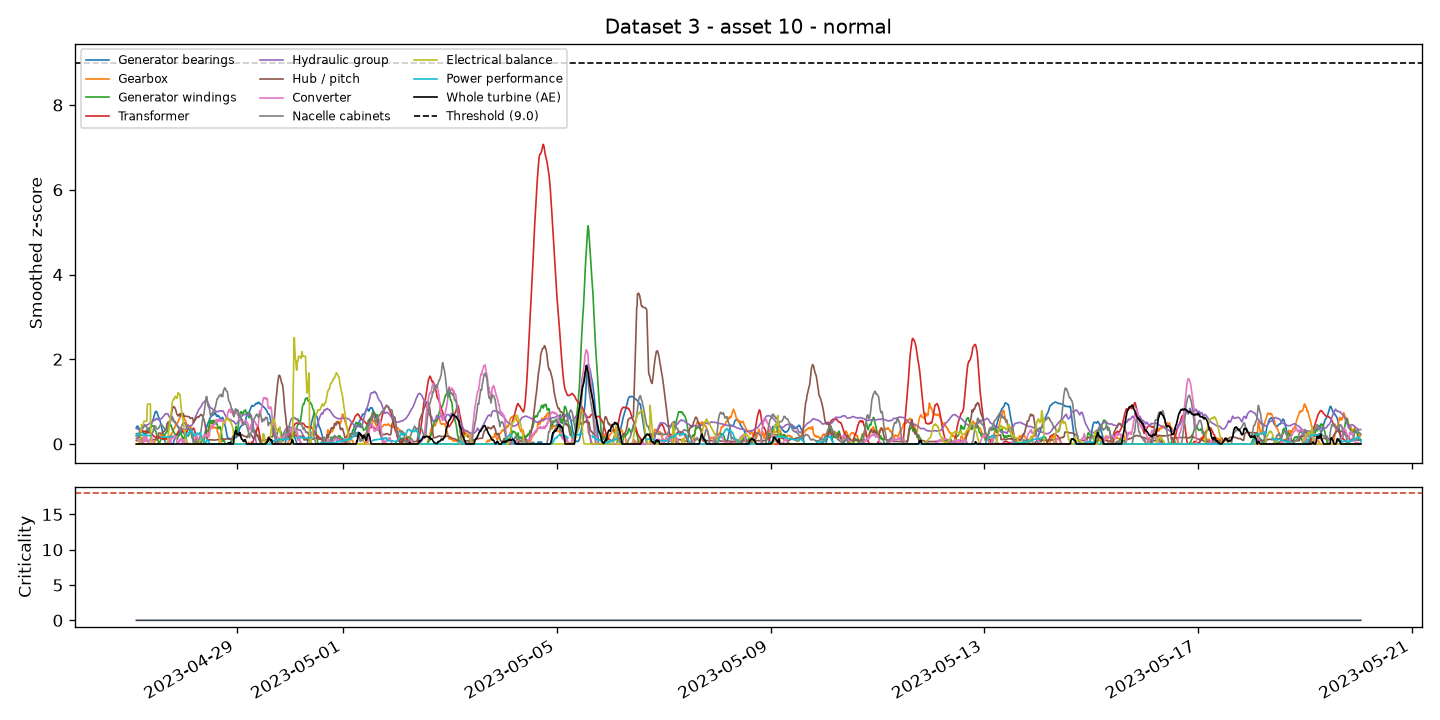 Dataset 3 - asset 10 - normal
Generator bearings
Gearbox
Generator windings
Transformer
Hydraulic group
Hub / pitch
Converter
Nacelle cabinets
Electrical balance
Power performance
Whole turbine (AE)
Threshold (9.0)
Smoothed z-score
8
6
4
2
0
Criticality
15
10
5
0
2023-04-29
2023-05-01
2023-05-05
2023-05-09
2023-05-13
2023-05-17
2023-05-21